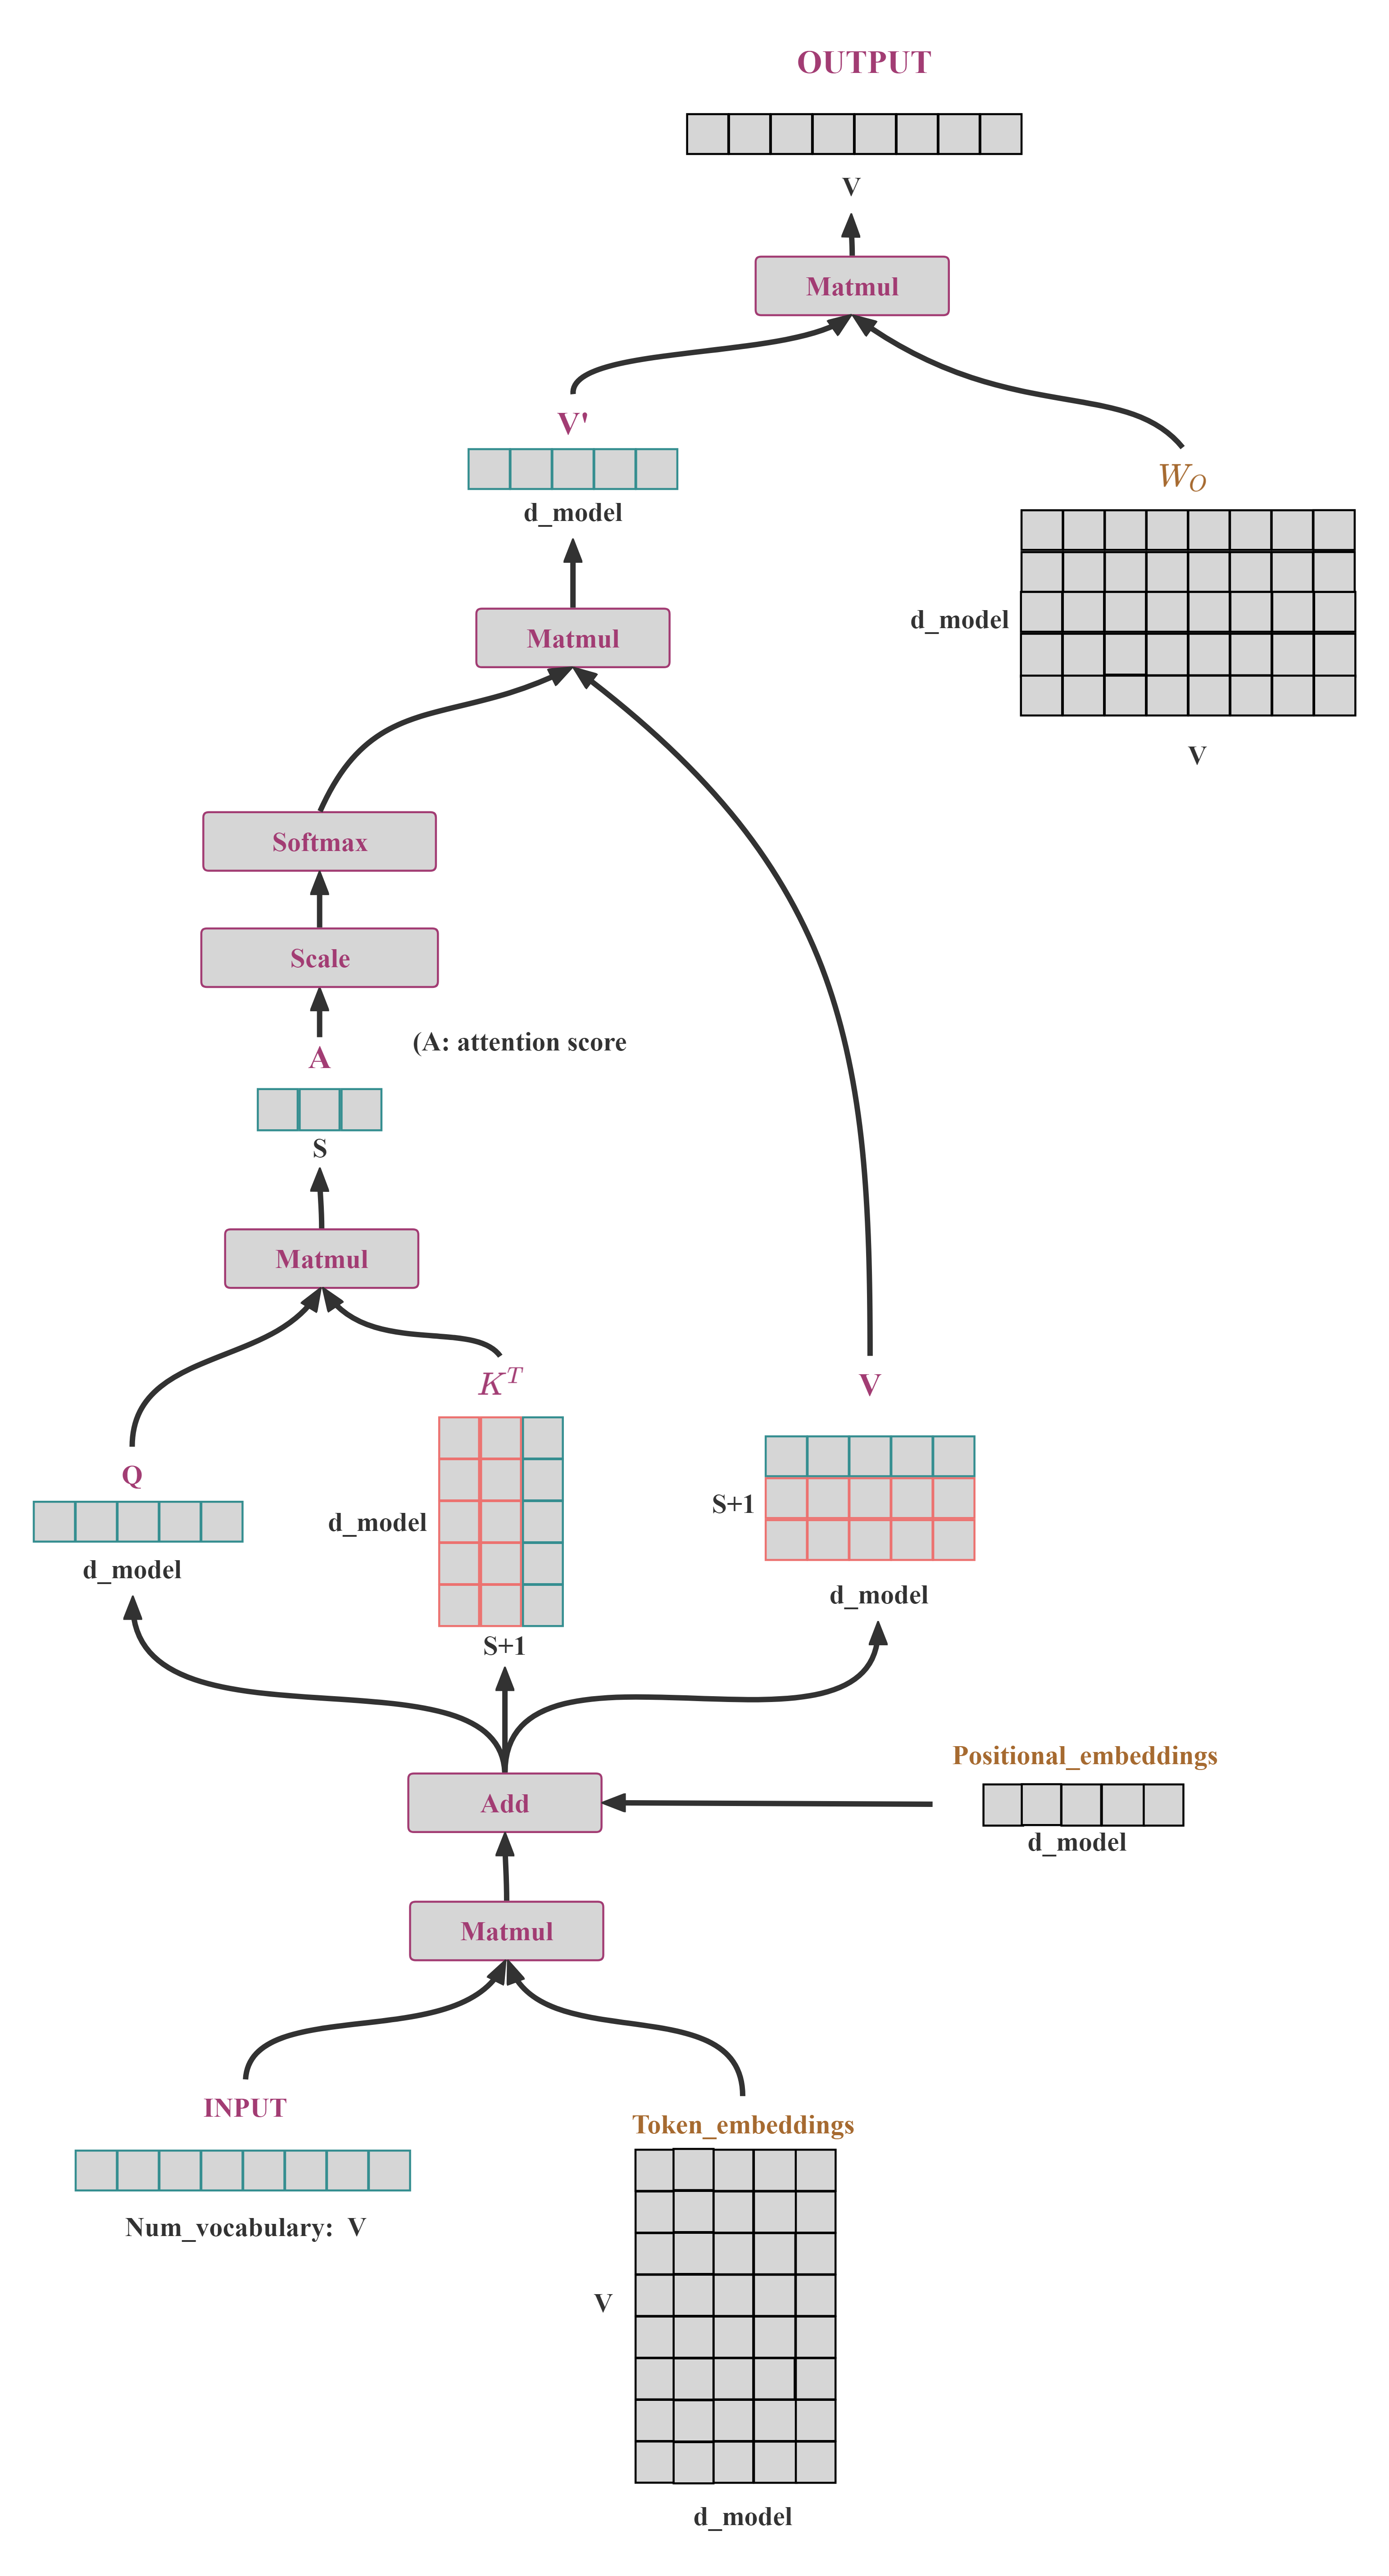 OUTPUT
V
Matmul
V'
d_model
W_O
d_model
V
Matmul
Softmax
Scale
(A: attention score
A
S
Matmul
K^T
V
Q
d_model
S+1
d_model
d_model
S+1
Positional_embeddings
Add
d_model
Matmul
INPUT
Token_embeddings
Num_vocabulary: V
V
d_model